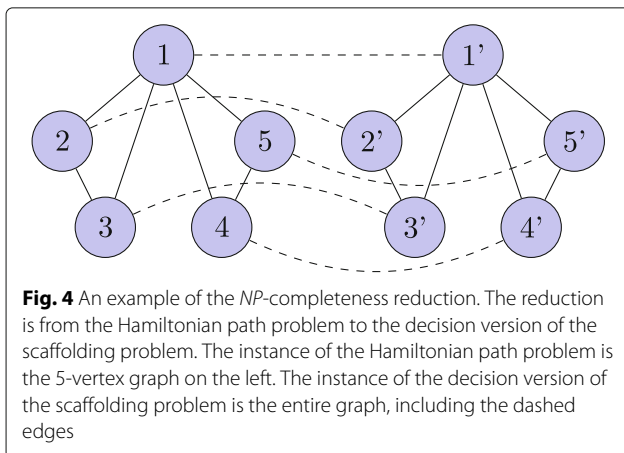 1 1'
2 5 2' 5'
3 4 3' 4'
Fig. 4 An example of the NP-completeness reduction. The reduction
is from the Hamiltonian path problem to the decision version of the
scaffolding problem. The instance of the Hamiltonian path problem is
the 5-vertex graph on the left. The instance of the decision version of
the scaffolding problem is the entire graph, including the dashed
edges